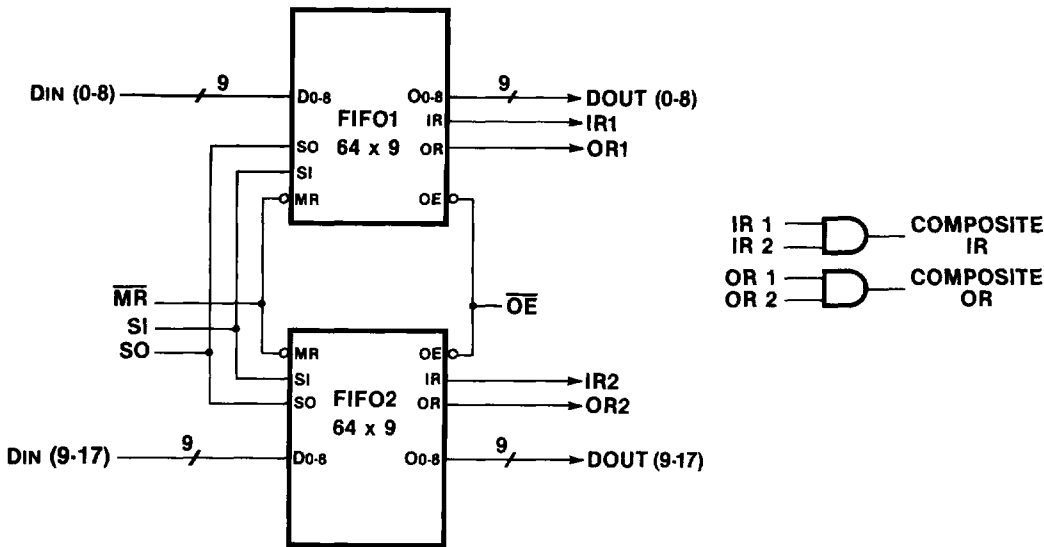 DIN (0-8)
9
D0-8
FIFO1
64 x 9
SO
SI
MR
O0-8
IR
OR
OE
9
DOUT (0-8)
IR1
OR1
MR
SI
SO
OE
MR
SI
SO
FIFO2
64 x 9
D0-8
OE
IR
OR
O0-8
IR2
OR2
DIN (9-17)
9
9
DOUT (9-17)
IR 1
IR 2
COMPOSITE
IR
OR 1
OR 2
COMPOSITE
OR